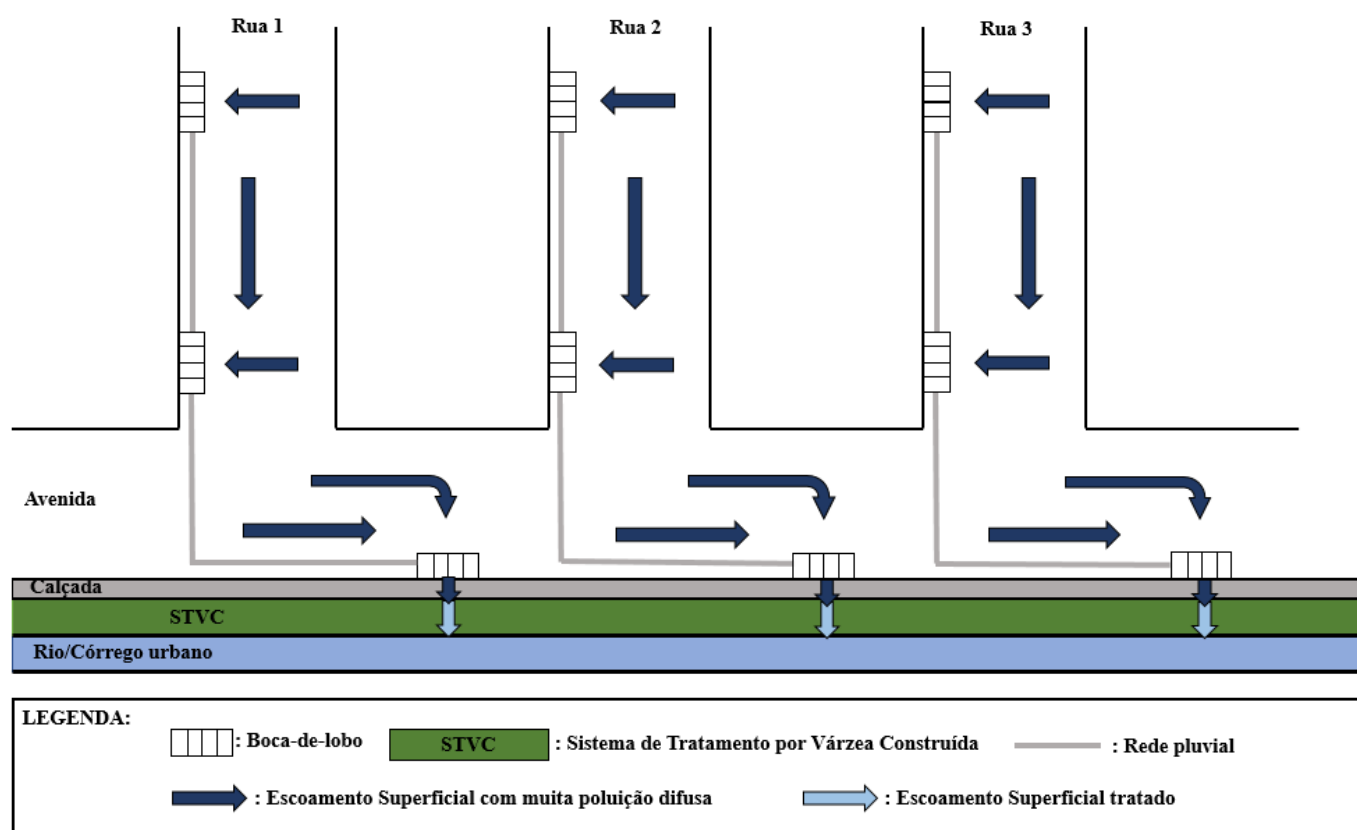 Rua 1
Rua 2
Rua 3
Avenida
Calçada
STVC
Rio/Córrego urbano
LEGENDA:
: Boca-de-lobo
STVC
: Sistema de Tratamento por Várzea Construída
: Rede pluvial
: Escoamento Superficial com muita poluição difusa
: Escoamento Superficial tratado